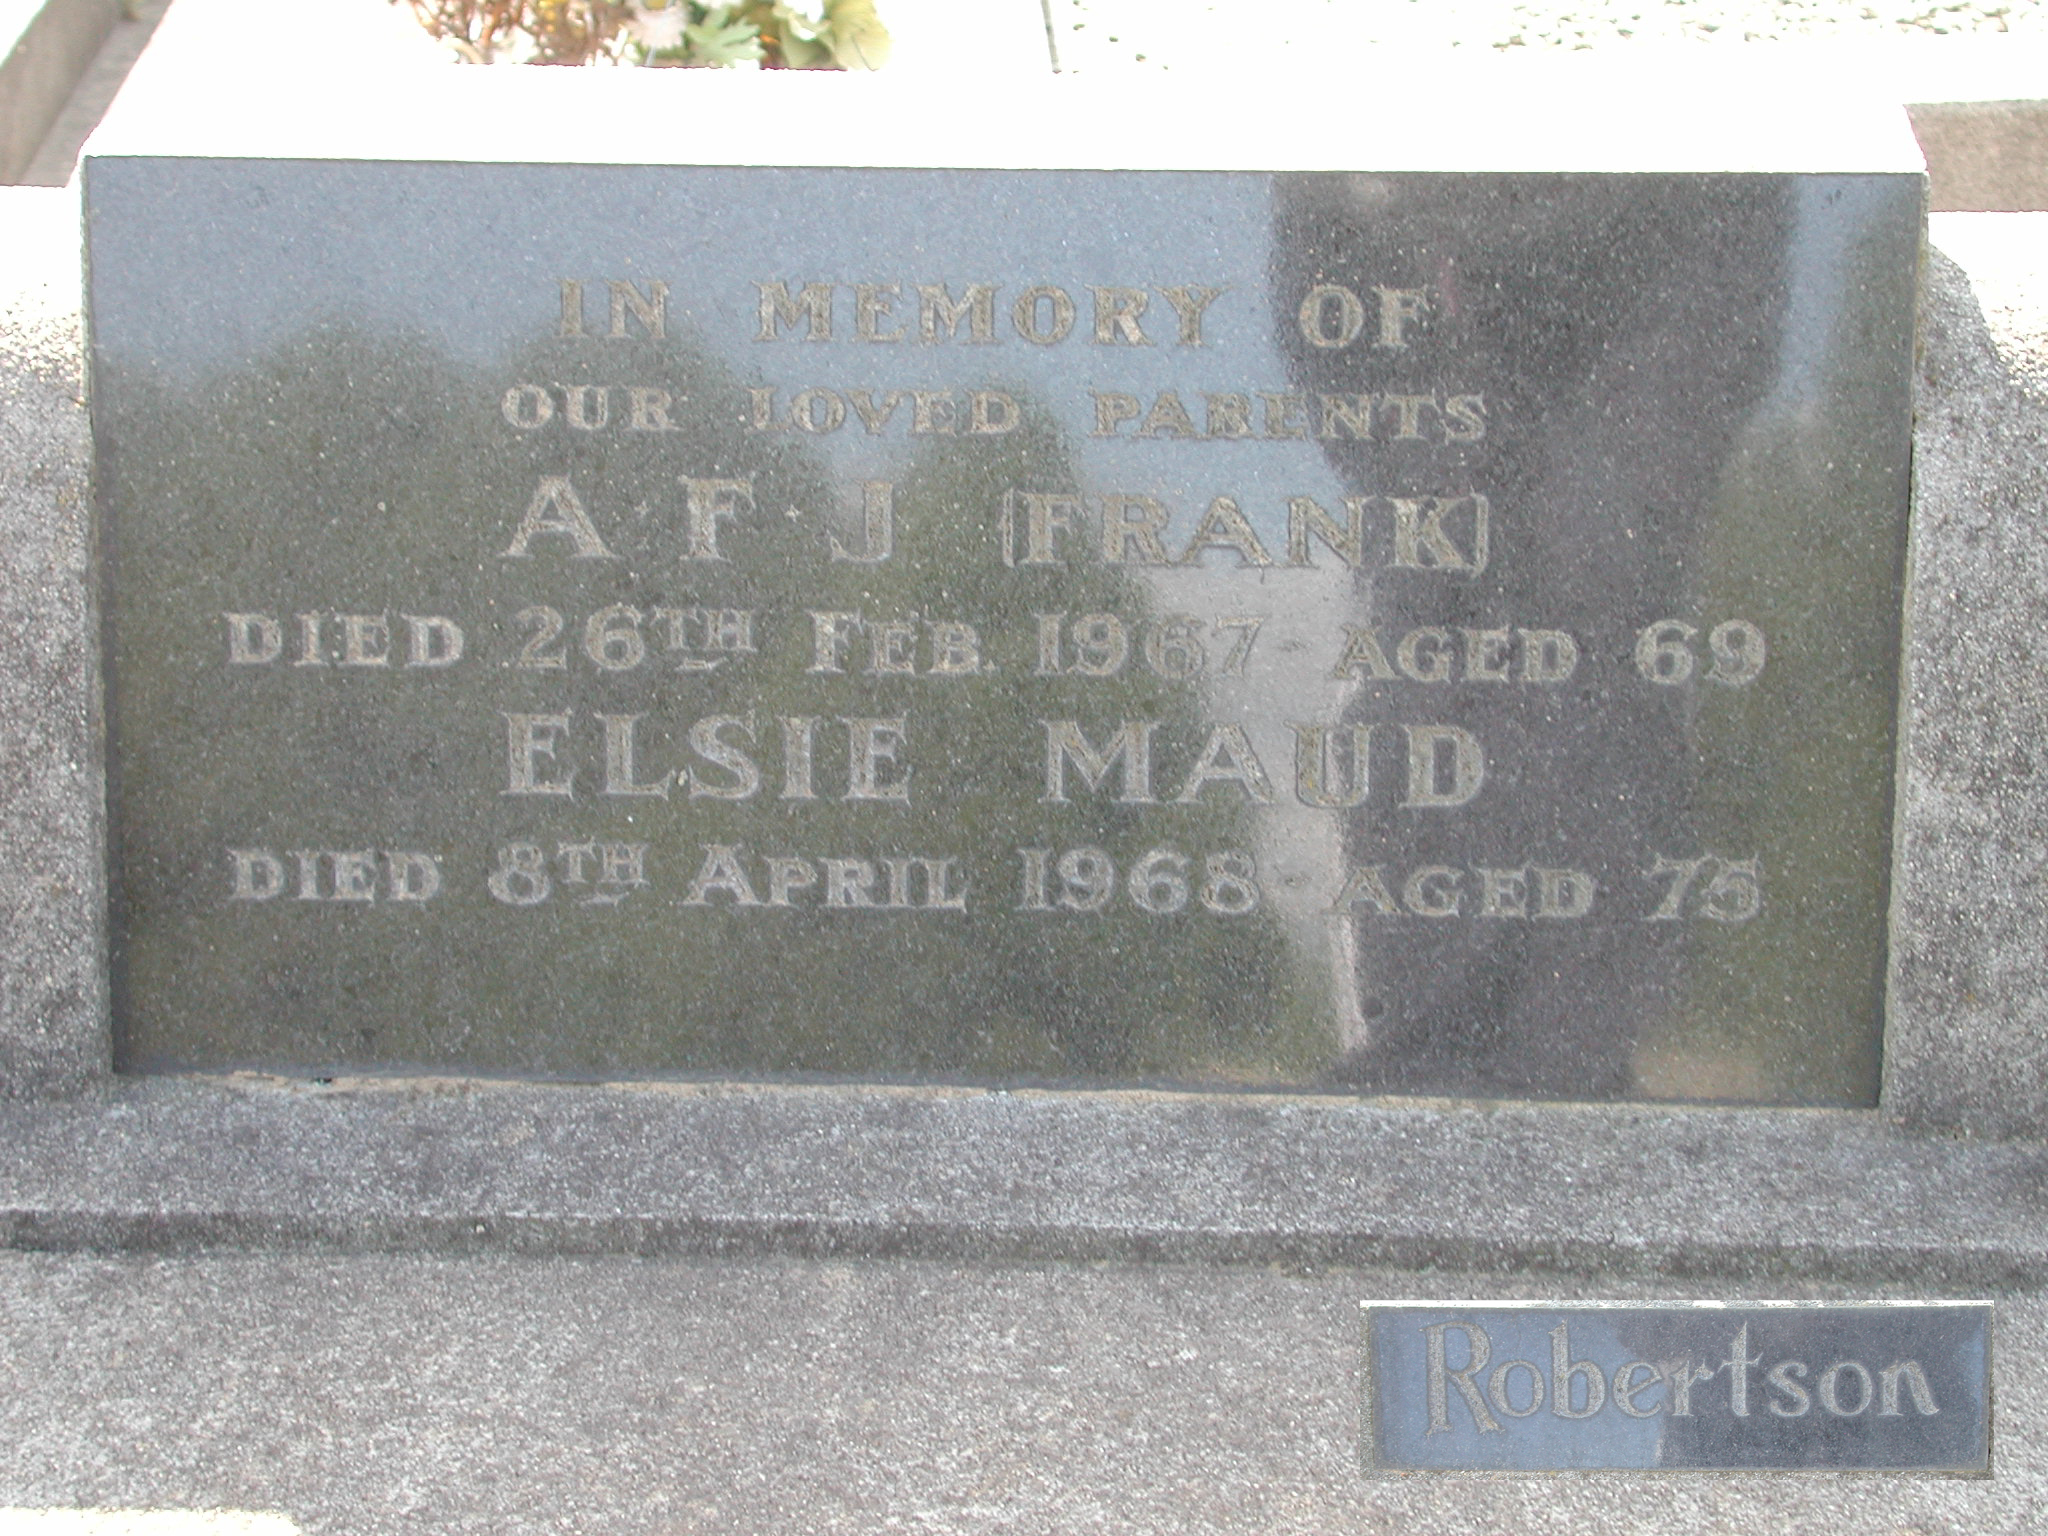 IN MEMORY OF
OUR LOVED PARENTS
A F J (FRANK)
DIED 26TH FEB. 1967 - AGED 69
ELSIE MAUD
DIED 8TH APRIL 1968 - AGED 75
Robertson